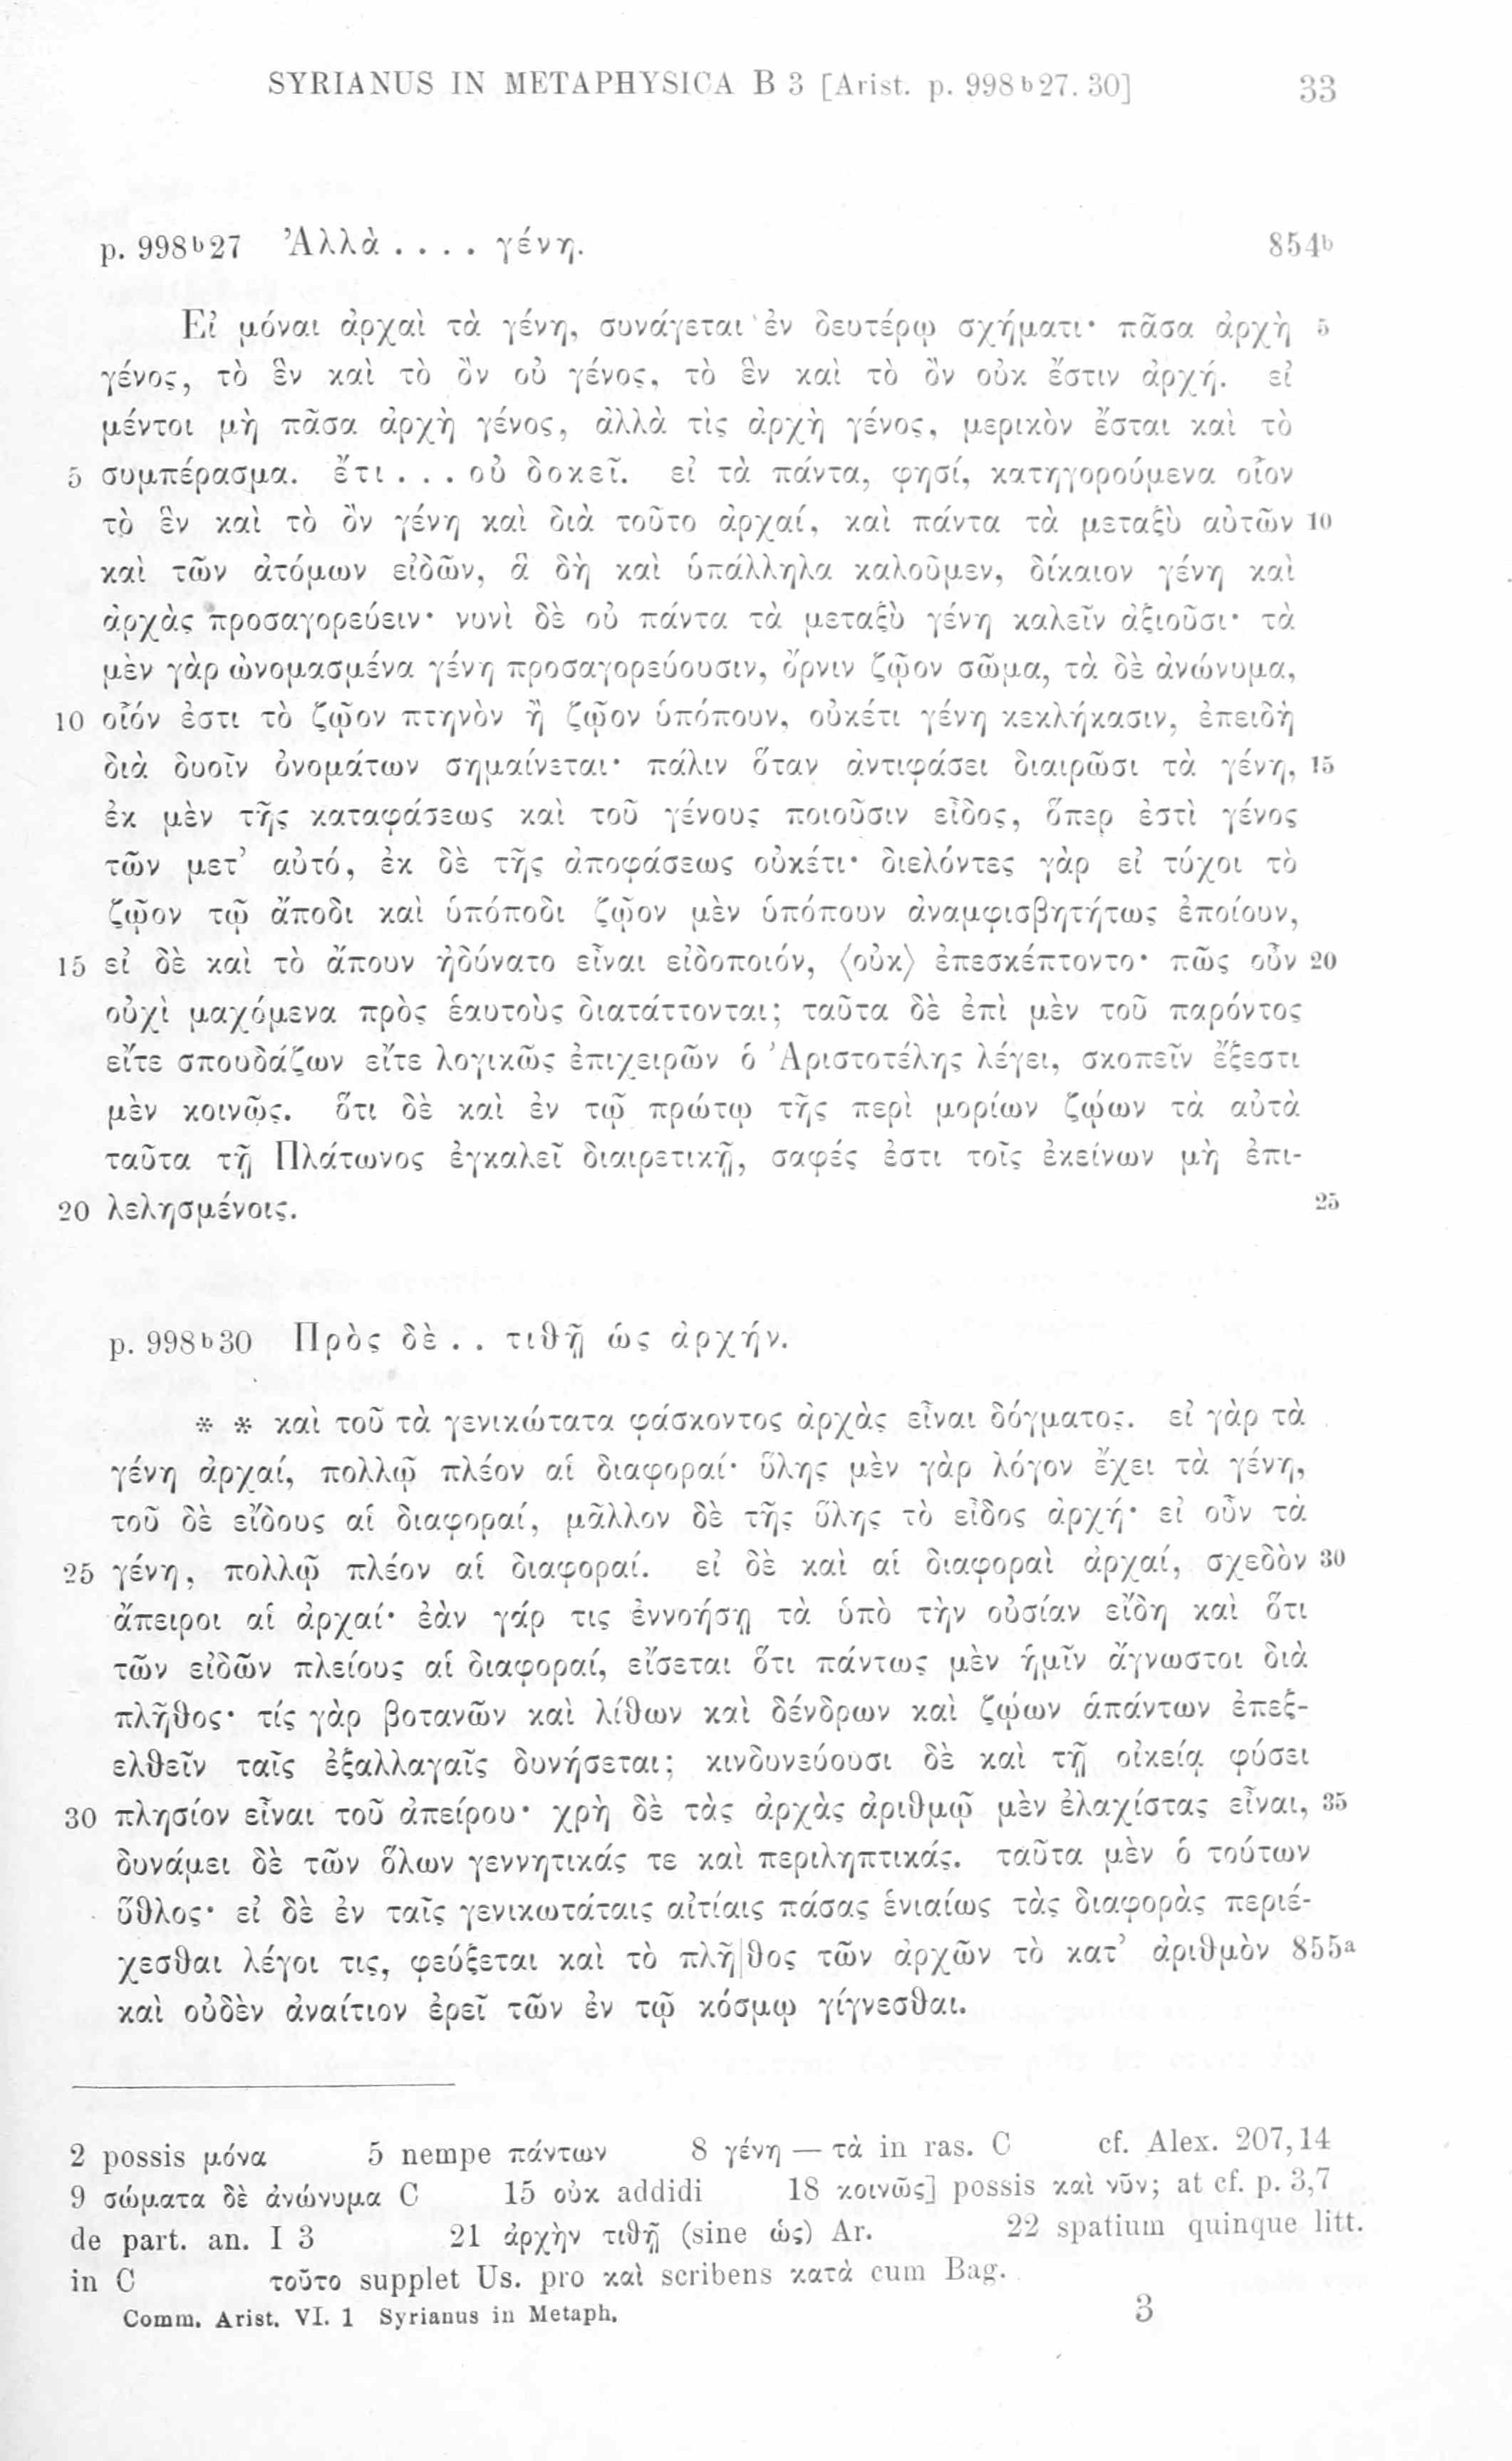 SYRIANUS IN METAPHYSICA B 3 [Arist. p. 998ᵇ27. 30] 33
p. 998ᵇ27 Ἀλλὰ . . . . γένη. 854ᵇ
Εἰ μόναι ἀρχαὶ τὰ γένη, συνάγεται ἐν δευτέρῳ σχήματι· πᾶσα ἀρχὴ 5
γένος, τὸ ἓν καὶ τὸ ὂν οὐ γένος, τὸ ἓν καὶ τὸ ὂν οὐκ ἔστιν ἀρχή. εἰ
μέντοι μὴ πᾶσα ἀρχὴ γένος, ἀλλὰ τὶς ἀρχὴ γένος, μερικὸν ἔσται καὶ τὸ
5 συμπέρασμα. ἔτι . . . οὐ δοκεῖ. εἰ τὰ πάντα, φησί, κατηγορούμενα οἷον
τὸ ἓν καὶ τὸ ὂν γένη καὶ διὰ τοῦτο ἀρχαί, καὶ πάντα τὰ μεταξὺ αὐτῶν 10
καὶ τῶν ἀτόμων εἰδῶν, ἃ δὴ καὶ ὑπάλληλα καλοῦμεν, δίκαιον γένη καὶ
ἀρχὰς προσαγορεύειν· νυνὶ δὲ οὐ πάντα τὰ μεταξὺ γένη καλεῖν ἀξιοῦσι· τὰ
μὲν γὰρ ὠνομασμένα γένη προσαγορεύουσιν, ὄρνιν ζῷον σῶμα, τὰ δὲ ἀνώνυμα,
10 οἷόν ἐστι τὸ ζῷον πτηνὸν ἢ ζῷον ὑπόπουν, οὐκέτι γένη κεκλήκασιν, ἐπειδὴ
διὰ δυοῖν ὀνομάτων σημαίνεται· πάλιν ὅταν ἀντιφάσει διαιρῶσι τὰ γένη, 15
ἐκ μὲν τῆς καταφάσεως καὶ τοῦ γένους ποιοῦσιν εἶδος, ὅπερ ἐστὶ γένος
τῶν μετ’ αὐτό, ἐκ δὲ τῆς ἀποφάσεως οὐκέτι· διελόντες γὰρ εἰ τύχοι τὸ
ζῷον τῷ ἄποδι καὶ ὑπόποδι ζῷον μὲν ὑπόπουν ἀναμφισβητήτως ἐποίουν,
15 εἰ δὲ καὶ τὸ ἄπουν ἠδύνατο εἶναι εἰδοποιόν, ⟨οὐκ⟩ ἐπεσκέπτοντο· πῶς οὖν 20
οὐχὶ μαχόμενα πρὸς ἑαυτοὺς διατάττονται; ταῦτα δὲ ἐπὶ μὲν τοῦ παρόντος
εἴτε σπουδάζων εἴτε λογικῶς ἐπιχειρῶν ὁ Ἀριστοτέλης λέγει, σκοπεῖν ἔξεστι
μὲν κοινῶς. ὅτι δὲ καὶ ἐν τῷ πρώτῳ τῆς περὶ μορίων ζῴων τὰ αὐτὰ
ταῦτα τῇ Πλάτωνος ἐγκαλεῖ διαιρετικῇ, σαφές ἐστι τοῖς ἐκείνων μὴ ἐπι-
20 λελησμένοις. 25
p. 998ᵇ30 Πρὸς δὲ . . τιθῇ ὡς ἀρχήν.
* * καὶ τοῦ τὰ γενικώτατα φάσκοντος ἀρχὰς εἶναι δόγματος. εἰ γὰρ τὰ
γένη ἀρχαί, πολλῷ πλέον αἱ διαφοραί· ὕλης μὲν γὰρ λόγον ἔχει τὰ γένη,
τοῦ δὲ εἴδους αἱ διαφοραί, μᾶλλον δὲ τῆς ὕλης τὸ εἶδος ἀρχή· εἰ οὖν τὰ
25 γένη, πολλῷ πλέον αἱ διαφοραί. εἰ δὲ καὶ αἱ διαφοραὶ ἀρχαί, σχεδὸν 30
ἄπειροι αἱ ἀρχαί· ἐὰν γάρ τις ἐννοήσῃ τὰ ὑπὸ τὴν οὐσίαν εἴδη καὶ ὅτι
τῶν εἰδῶν πλείους αἱ διαφοραί, εἴσεται ὅτι πάντως μὲν ἡμῖν ἄγνωστοι διὰ
πλῆθος· τίς γὰρ βοτανῶν καὶ λίθων καὶ δένδρων καὶ ζῴων ἁπάντων ἐπεξ-
ελθεῖν ταῖς ἐξαλλαγαῖς δυνήσεται; κινδυνεύουσι δὲ καὶ τῇ οἰκείᾳ φύσει
30 πλησίον εἶναι τοῦ ἀπείρου· χρὴ δὲ τὰς ἀρχὰς ἀριθμῷ μὲν ἐλαχίστας εἶναι, 35
δυνάμει δὲ τῶν ὅλων γεννητικάς τε καὶ περιληπτικάς. ταῦτα μὲν ὁ τούτων
ὕθλος· εἰ δὲ ἐν ταῖς γενικωτάταις αἰτίαις πάσας ἑνιαίως τὰς διαφορὰς περιέ-
χεσθαι λέγοι τις, φεύξεται καὶ τὸ πλῆ|θος τῶν ἀρχῶν τὸ κατ’ ἀριθμὸν 855ᵃ
καὶ οὐδὲν ἀναίτιον ἐρεῖ τῶν ἐν τῷ κόσμῳ γίγνεσθαι.
2 possis μόνα 5 nempe πάντων 8 γένη — τὰ in ras. C cf. Alex. 207,14
9 σώματα δὲ ἀνώνυμα C 15 οὐκ addidi 18 κοινῶς] possis καὶ νῦν; at cf. p. 3,7
de part. an. I 3 21 ἀρχὴν τιθῇ (sine ὡς) Ar. 22 spatium quinque litt.
in C τοῦτο supplet Us. pro καὶ scribens κατὰ cum Bag.
Comm. Arist. VI. 1 Syrianus in Metaph. 3